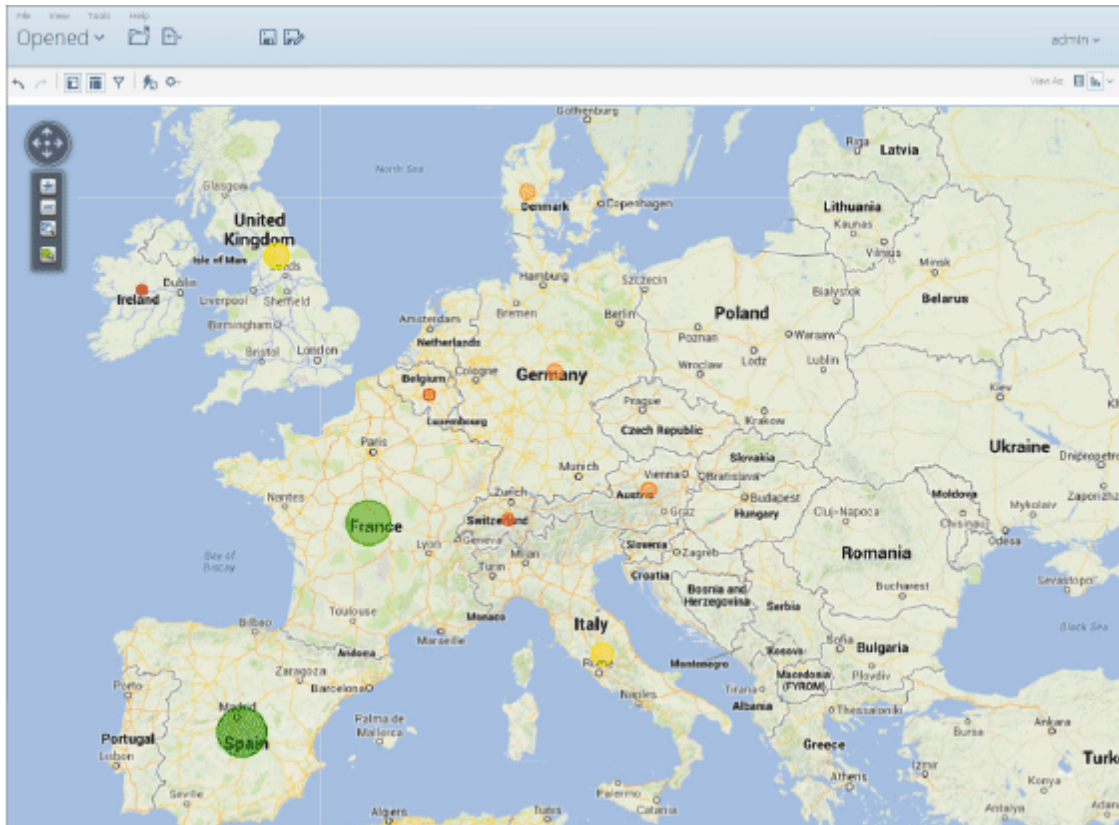 File View Tools Help
Opened
admin
View As
Gothenburg
Riga
Latvia
North Sea
Glasgow
Denmark
Copenhagen
Lithuania
Kaunas
Vilnius
United
Kingdom
Isle of Man
Leeds
Minsk
Dublin
Ireland
Hamburg
Szczecin
Liverpool
Sheffield
Bremen
Bialystok
Belarus
Amsterdam
Berlin
Poland
Birmingham
Netherlands
Poznan
Warsaw
Bristol
London
Lodz
Lublin
Cologne
Wroclaw
Belgium
Germany
Kiev
Prague
Luxembourg
Krakow
Czech Republic
Paris
Ukraine
Slovakia
Dnipropetro
Munich
Vienna
Bratislava
Nantes
Zurich
Austria
Budapest
Moldova
Zaporizh
Switzerland
Graz
Hungary
Cluj-Napoca
Mykolaiv
France
Chisinau
Geneva
Odesa
Lyon
Milan
Slovenia
Zagreb
Romania
Bay of
Biscay
Turin
Croatia
Sevastopol'
Bosnia and
Herzegovina
Bucharest
Toulouse
Monaco
Serbia
Italy
Bilbao
Marseille
Black Sea
Andorra
Sofia
Bulgaria
Kosovo
Rome
Montenegro
Zaragoza
Macedonia
(FYROM)
Plovdiv
Porto
Barcelona
Tirana
Naples
Albania
Madrid
Palma de
Mallorca
Thessaloniki
Bursa
Ankara
Portugal
Spain
Greece
Lisbon
Izmir
Turk
Athens
Konya
Seville
Palermo
Catania
Algiers
Tunis
Antalya
Adan